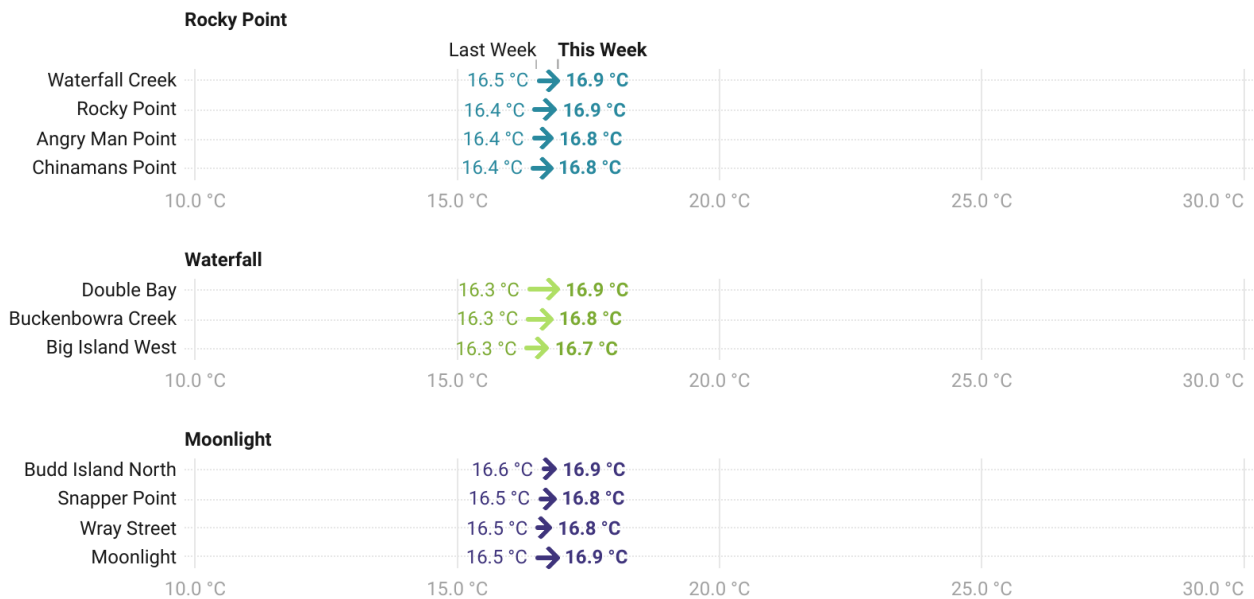 Rocky Point
Last Week This Week
Waterfall Creek 16.5 °C 16.9 °C
Rocky Point 16.4 °C 16.9 °C
Angry Man Point 16.4 °C 16.8 °C
Chinamans Point 16.4 °C 16.8 °C
10.0 °C 15.0 °C 20.0 °C 25.0 °C 30.0 °C
Waterfall
Double Bay 16.3 °C 16.9 °C
Buckenbowra Creek 16.3 °C 16.8 °C
Big Island West 16.3 °C 16.7 °C
10.0 °C 15.0 °C 20.0 °C 25.0 °C 30.0 °C
Moonlight
Budd Island North 16.6 °C 16.9 °C
Snapper Point 16.5 °C 16.8 °C
Wray Street 16.5 °C 16.8 °C
Moonlight 16.5 °C 16.9 °C
10.0 °C 15.0 °C 20.0 °C 25.0 °C 30.0 °C